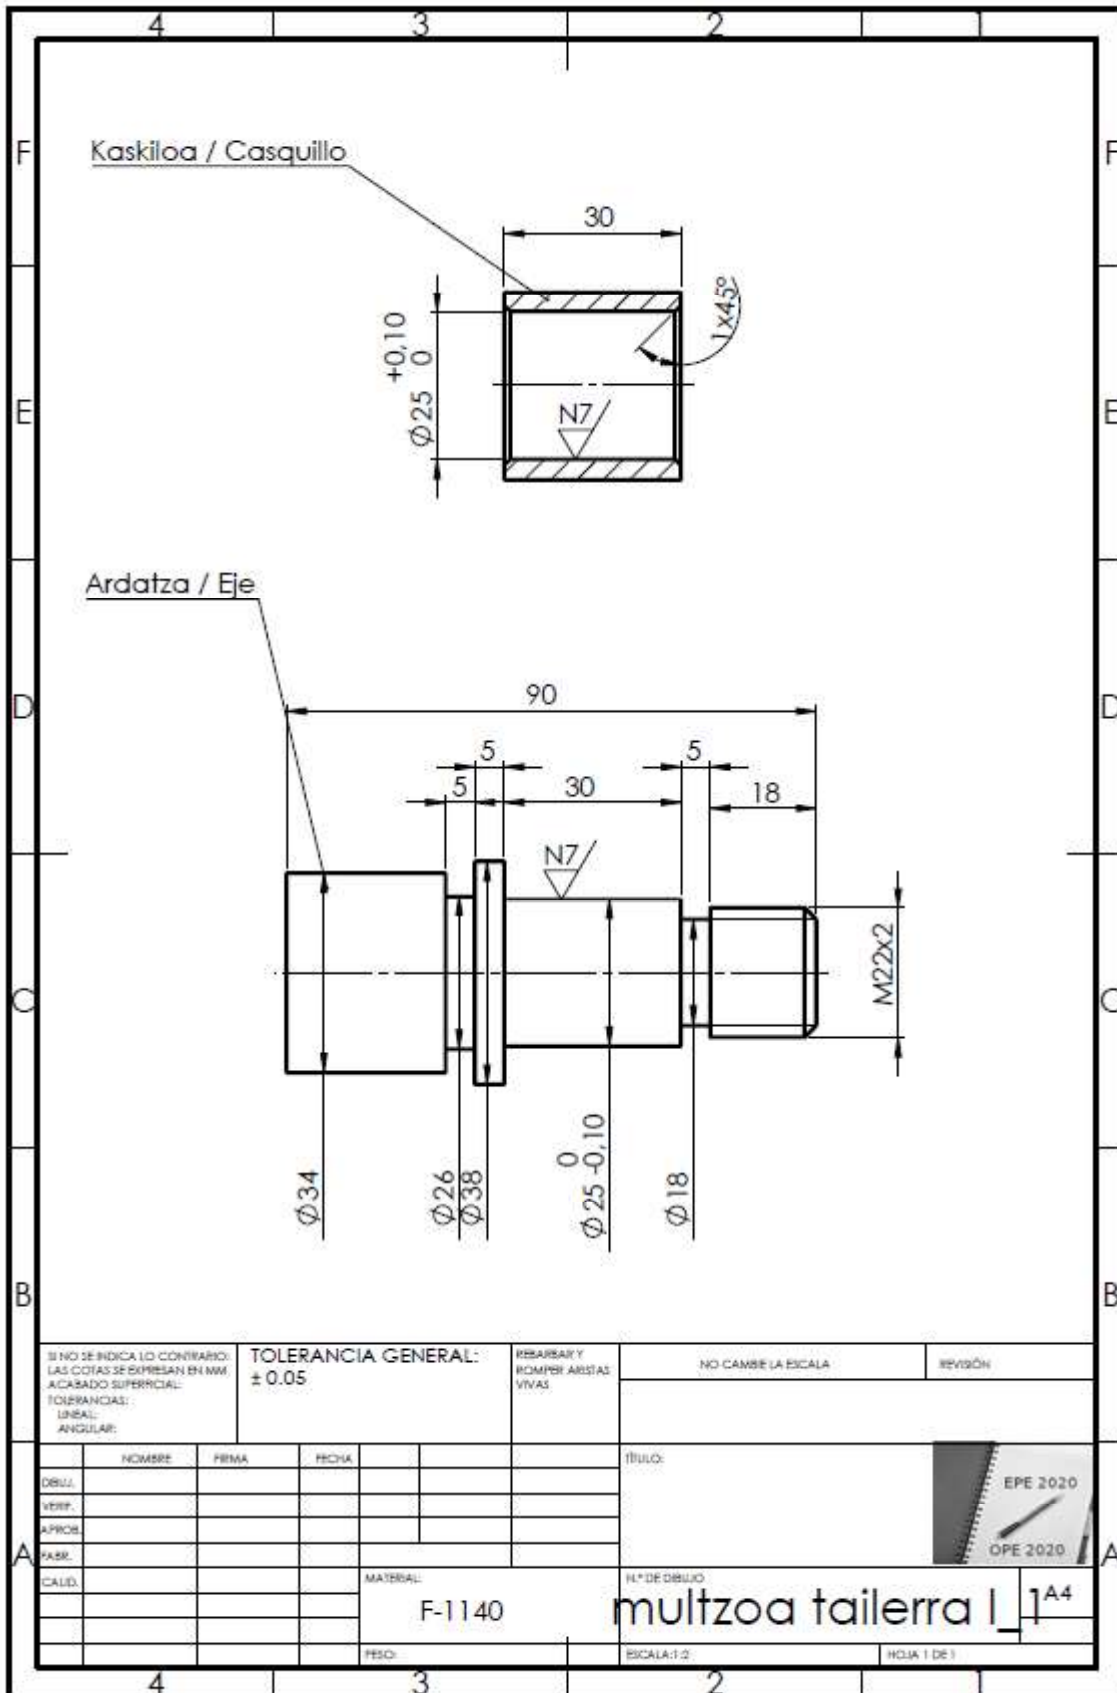 4 3 2 1
F F
Kaskiloa / Casquillo
30
1x45°
+0,10
Ø25 0
N7
E E
Ardatza / Eje
D D
90
5 5
5 30 18
N7
M22x2
C C
Ø34
Ø26
Ø38
0
Ø25 -0,10
Ø18
B B
SI NO SE INDICA LO CONTRARIO:
LAS COTAS SE EXPRESAN EN MM
ACABADO SUPERFICIAL:
TOLERANCIAS:
LINEAL:
ANGULAR:
TOLERANCIA GENERAL:
± 0.05
REBARBAR Y
ROMPER ARISTAS
VIVAS
NO CAMBIE LA ESCALA
REVISIÓN
NOMBRE FIRMA FECHA
DIBUJ.
VERIF.
APROB.
FABR.
CALID.
TÍTULO:
EPE 2020
OPE 2020
A A
MATERIAL:
F-1140
N.º DE DIBUJO
multzoa tailerra I_1
A4
PESO:
ESCALA:1:2
HOJA 1 DE 1
4 3 2 1